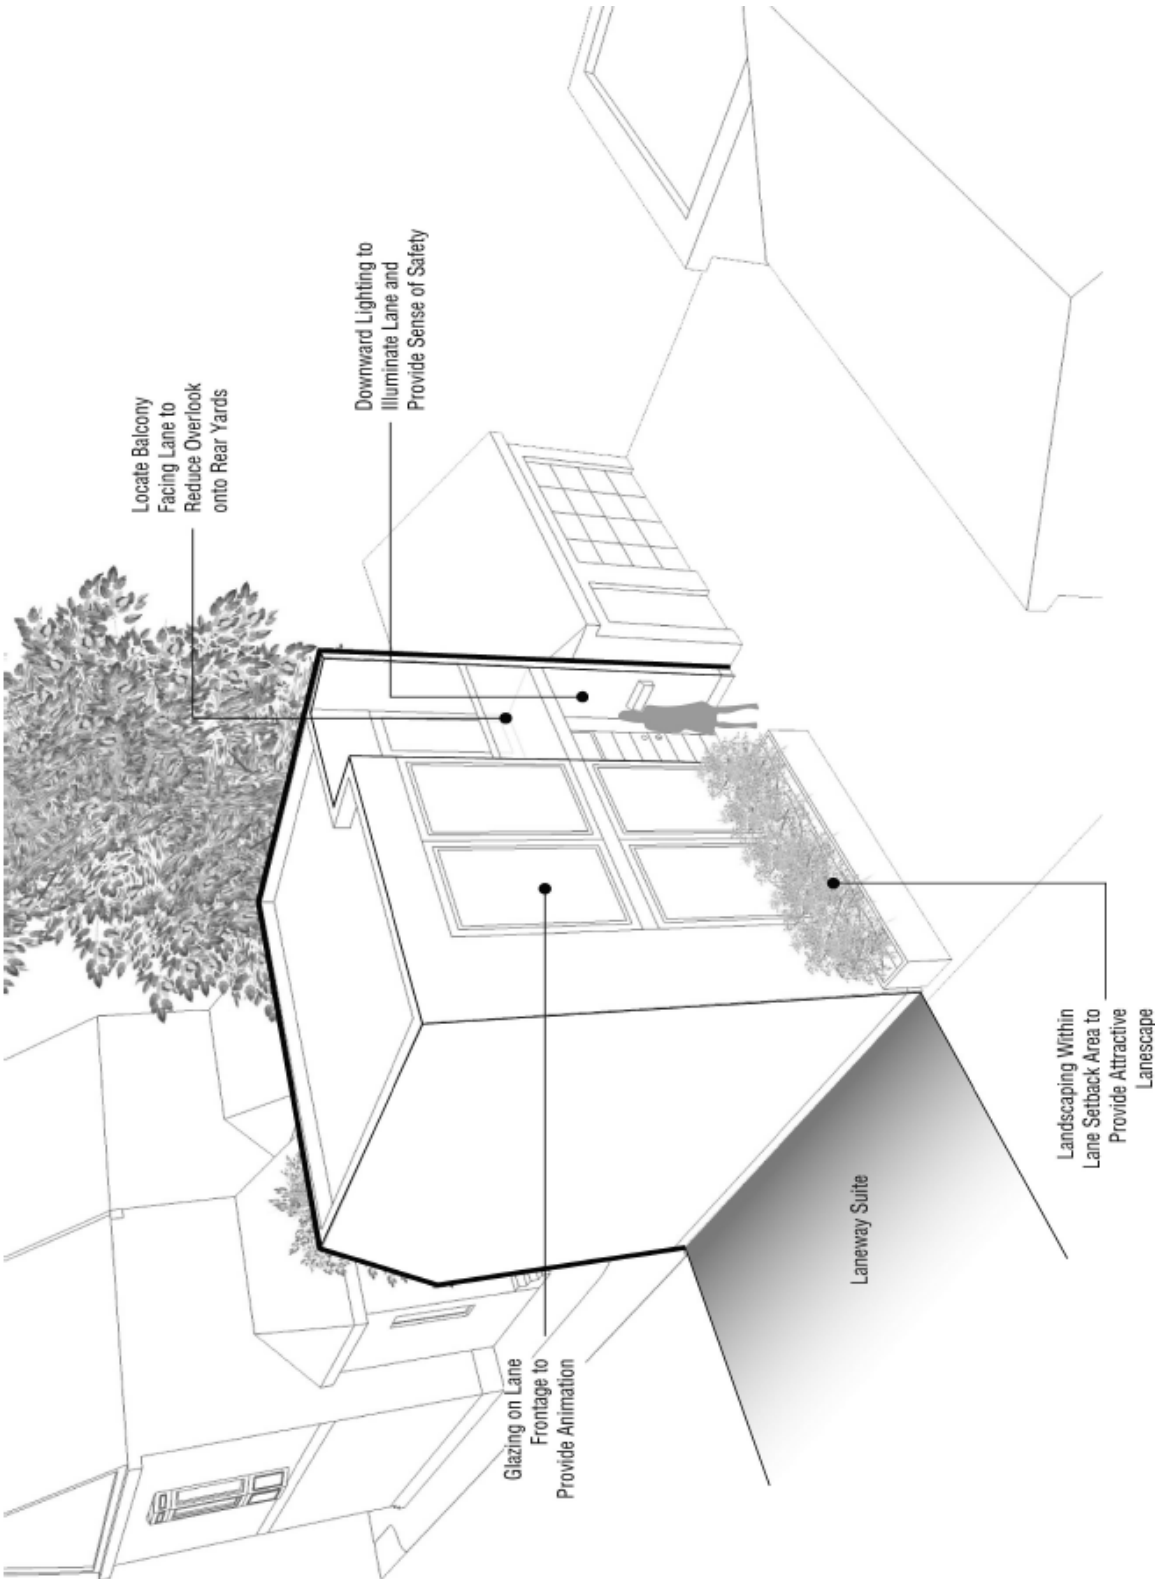 Locate Balcony
Facing Lane to
Reduce Overlook
onto Rear Yards
Downward Lighting to
Illuminate Lane and
Provide Sense of Safety
Glazing on Lane
Frontage to
Provide Animation
Laneway Suite
Landscaping Within
Lane Setback Area to
Provide Attractive
Lanescape